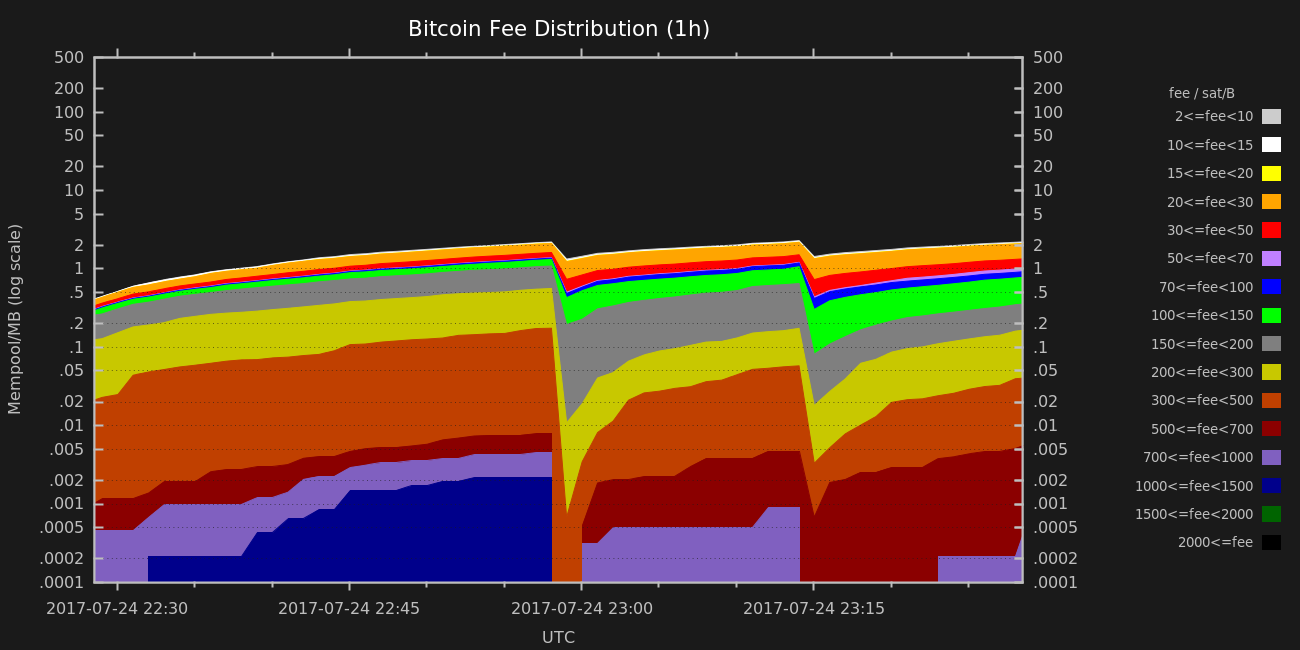 Bitcoin Fee Distribution (1h)
500 500
200 200
100 100
50 50
20 20
10 10
5 5
2 2
1 1
.5 .5
.2 .2
.1 .1
.05 .05
.02 .02
.01 .01
.005 .005
.002 .002
.001 .001
.0005 .0005
.0002 .0002
.0001 .0001
Mempool/MB (log scale)
2017-07-24 22:30 2017-07-24 22:45 2017-07-24 23:00 2017-07-24 23:15
UTC
fee / sat/B
2<=fee<10
10<=fee<15
15<=fee<20
20<=fee<30
30<=fee<50
50<=fee<70
70<=fee<100
100<=fee<150
150<=fee<200
200<=fee<300
300<=fee<500
500<=fee<700
700<=fee<1000
1000<=fee<1500
1500<=fee<2000
2000<=fee